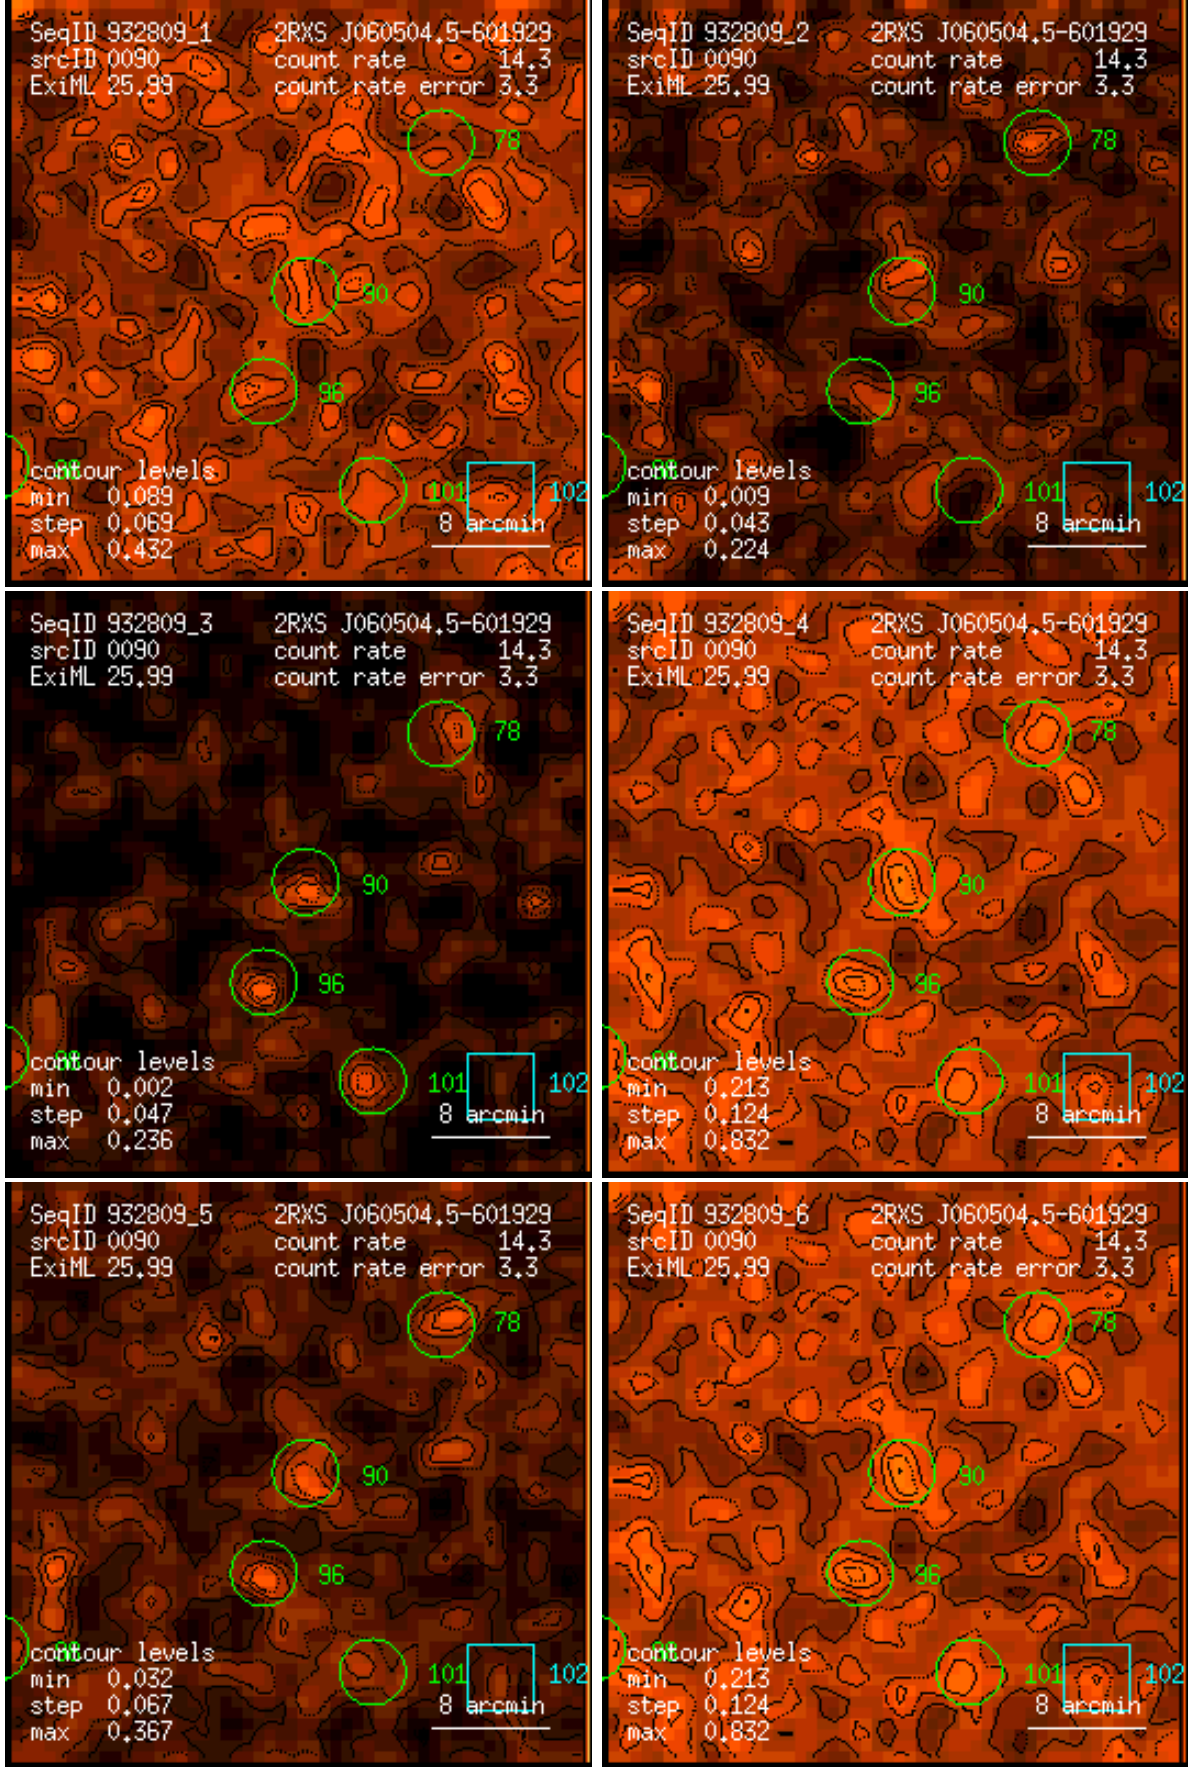 SeqID 932809_1 2RXS J060504.5-601929
srcID 0090 count rate 14.3
ExiML 25.99 count rate error 3.3
78
90
96
contour levels
min 0.089 101 102
step 0.069 8 arcmin
max 0.432
SeqID 932809_2 2RXS J060504.5-601929
srcID 0090 count rate 14.3
ExiML 25.99 count rate error 3.3
78
90
96
contour levels
min 0.009 101 102
step 0.043 8 arcmin
max 0.224
SeqID 932809_3 2RXS J060504.5-601929
srcID 0090 count rate 14.3
ExiML 25.99 count rate error 3.3
78
90
96
contour levels
min 0.002 101 102
step 0.047 8 arcmin
max 0.236
SeqID 932809_4 2RXS J060504.5-601929
srcID 0090 count rate 14.3
ExiML 25.99 count rate error 3.3
78
90
96
contour levels
min 0.213 101 102
step 0.124 8 arcmin
max 0.832
SeqID 932809_5 2RXS J060504.5-601929
srcID 0090 count rate 14.3
ExiML 25.99 count rate error 3.3
78
90
96
contour levels
min 0.032 101 102
step 0.067 8 arcmin
max 0.367
SeqID 932809_6 2RXS J060504.5-601929
srcID 0090 count rate 14.3
ExiML 25.99 count rate error 3.3
78
90
96
contour levels
min 0.213 101 102
step 0.124 8 arcmin
max 0.832